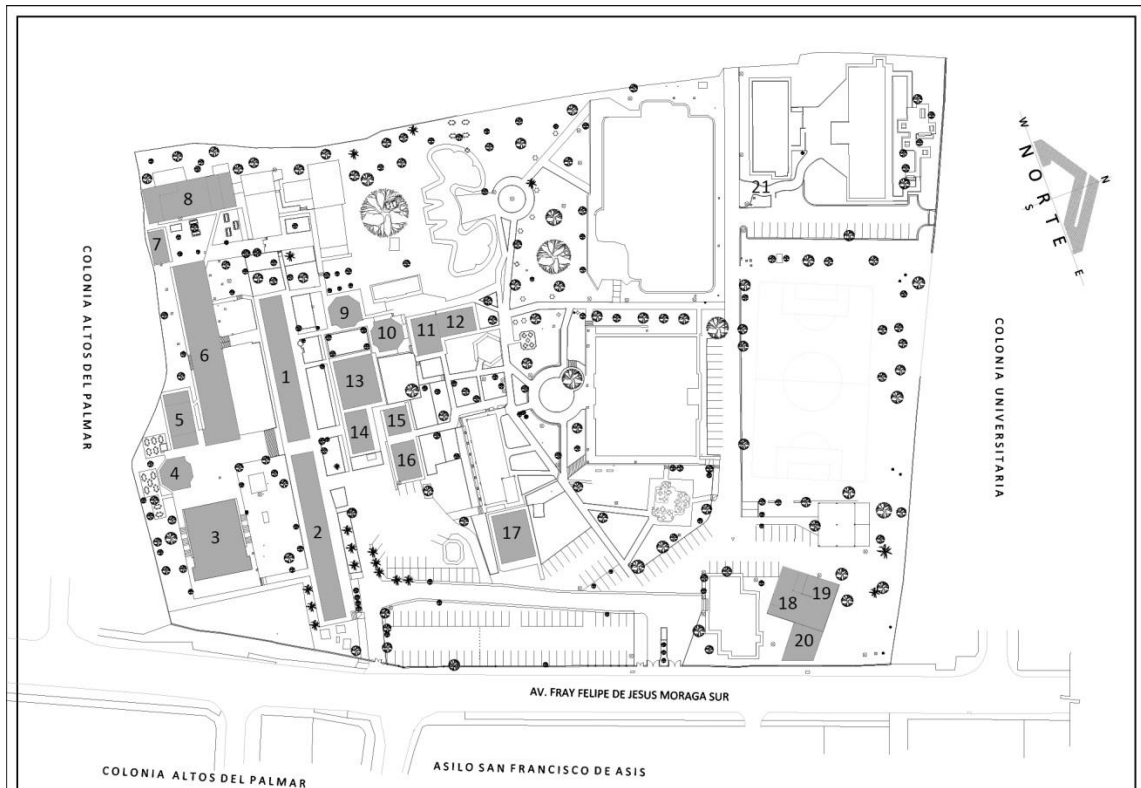 21
8
7
6
5
4
3
1
2
9
10
11
12
13
14
15
16
17
18
19
20
W
N
NORTE
S
E
COLONIA ALTOS DEL PALMAR
COLONIA UNIVERSITARIA
AV. FRAY FELIPE DE JESUS MORAGA SUR
COLONIA ALTOS DEL PALMAR
ASILO SAN FRANCISCO DE ASIS